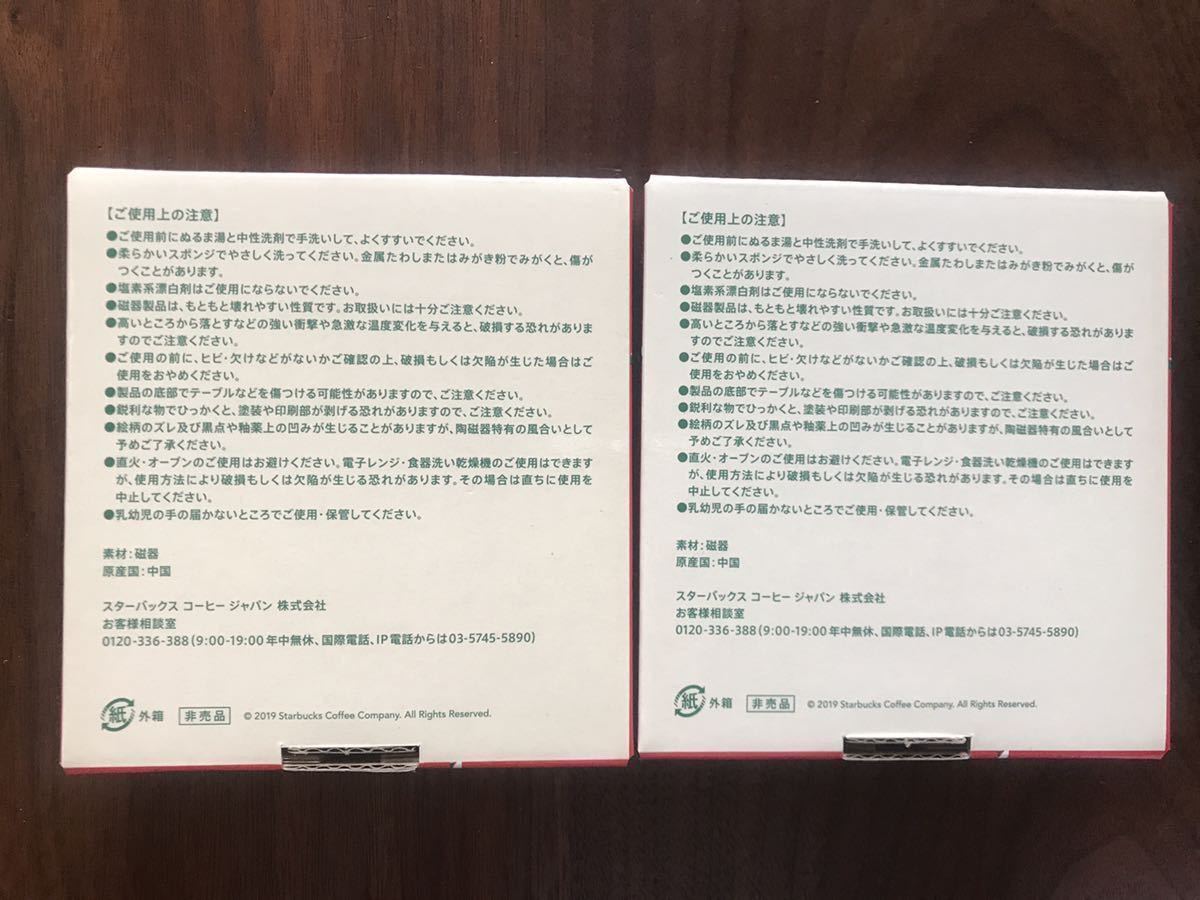 【ご使用上の注意】
●ご使用前にぬるま湯と中性洗剤で手洗いして、よくすすいでください。
●柔らかいスポンジでやさしく洗ってください。金属たわしまたはみがき粉でみがくと、傷が
つくことがあります。
●塩素系漂白剤はご使用にならないでください。
●磁器製品は、もともと壊れやすい性質です。お取扱いには十分ご注意ください。
●高いところから落とすなどの強い衝撃や急激な温度変化を与えると、破損する恐れがありま
すのでご注意ください。
●ご使用の前に、ヒビ・欠けなどがないかご確認の上、破損もしくは欠陥が生じた場合はご
使用をおやめください。
●製品の底部でテーブルなどを傷つける可能性がありますので、ご注意ください。
●鋭利な物でひっかくと、塗装や印刷部が剥げる恐れがありますので、ご注意ください。
●絵柄のズレ及び黒点や釉薬上の凹みが生じることがありますが、陶磁器特有の風合いとして
予めご了承ください。
●直火・オーブンのご使用はお避けください。電子レンジ・食器洗い乾燥機のご使用はできます
が、使用方法により破損もしくは欠陥が生じる恐れがあります。その場合は直ちに使用を
中止してください。
●乳幼児の手の届かないところでご使用・保管してください。
素材:磁器
原産国:中国
スターバックス コーヒー ジャパン 株式会社
お客様相談室
0120-336-388(9:00-19:00年中無休、国際電話、IP電話からは03-5745-5890)
紙 外箱 非売品 © 2019 Starbucks Coffee Company. All Rights Reserved.
【ご使用上の注意】
●ご使用前にぬるま湯と中性洗剤で手洗いして、よくすすいでください。
●柔らかいスポンジでやさしく洗ってください。金属たわしまたはみがき粉でみがくと、傷が
つくことがあります。
●塩素系漂白剤はご使用にならないでください。
●磁器製品は、もともと壊れやすい性質です。お取扱いには十分ご注意ください。
●高いところから落とすなどの強い衝撃や急激な温度変化を与えると、破損する恐れがありま
すのでご注意ください。
●ご使用の前に、ヒビ・欠けなどがないかご確認の上、破損もしくは欠陥が生じた場合はご
使用をおやめください。
●製品の底部でテーブルなどを傷つける可能性がありますので、ご注意ください。
●鋭利な物でひっかくと、塗装や印刷部が剥げる恐れがありますので、ご注意ください。
●絵柄のズレ及び黒点や釉薬上の凹みが生じることがありますが、陶磁器特有の風合いとして
予めご了承ください。
●直火・オーブンのご使用はお避けください。電子レンジ・食器洗い乾燥機のご使用はできます
が、使用方法により破損もしくは欠陥が生じる恐れがあります。その場合は直ちに使用を
中止してください。
●乳幼児の手の届かないところでご使用・保管してください。
素材:磁器
原産国:中国
スターバックス コーヒー ジャパン 株式会社
お客様相談室
0120-336-388(9:00-19:00年中無休、国際電話、IP電話からは03-5745-5890)
紙 外箱 非売品 © 2019 Starbucks Coffee Company. All Rights Reserved.